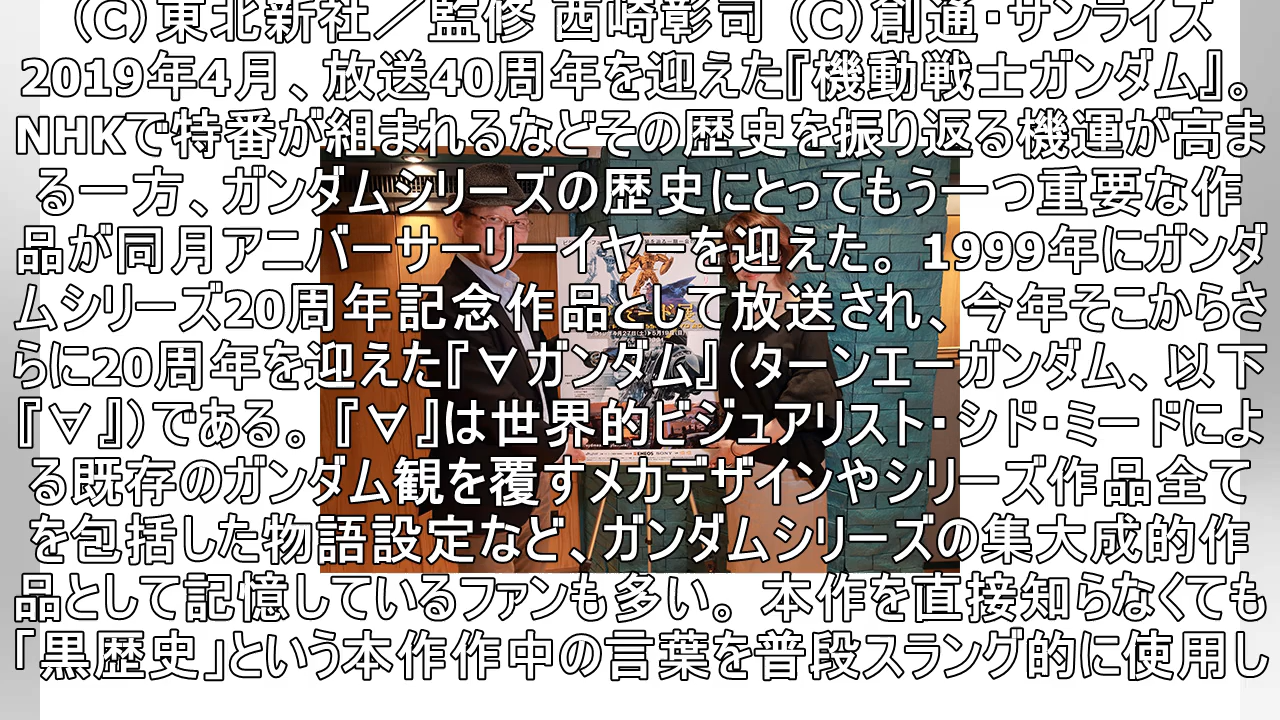 （C）東北新社／監修 西崎彰司 （C）創通・サンライズ
2019年4月、放送40周年を迎えた『機動戦士ガンダム』。
NHKで特番が組まれるなどその歴史を振り返る機運が高ま
る一方、ガンダムシリーズの歴史にとってもう一つ重要な作
品が同月アニバーサーリーイヤーを迎えた。1999年にガンダ
ムシリーズ20周年記念作品として放送され、今年そこからさ
らに20周年を迎えた『∀ガンダム』（ターンエーガンダム、以下
『∀』）である。『∀』は世界的ビジュアリスト・シド・ミードによ
る既存のガンダム観を覆すメカデザインやシリーズ作品全て
を包括した物語設定など、ガンダムシリーズの集大成的作
品として記憶しているファンも多い。本作を直接知らなくても
「黒歴史」という本作作中の言葉を普段スラング的に使用し